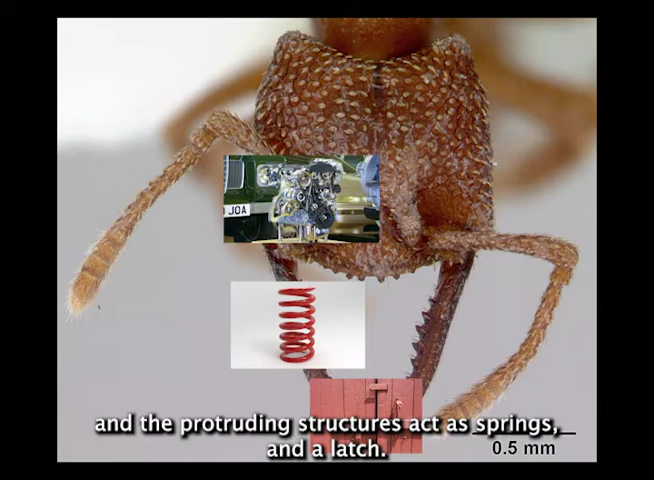 JOA
and the protruding structures act as springs,
and a latch.
0.5 mm